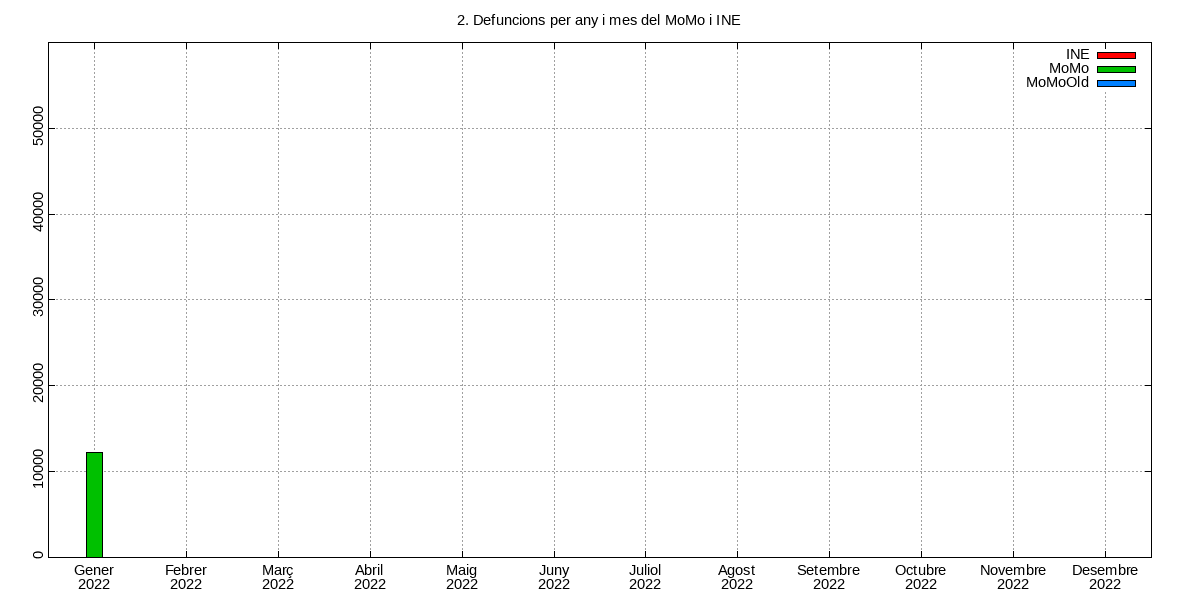 2. Defuncions per any i mes del MoMo i INE
INE
MoMo
MoMoOld
50000
40000
30000
20000
10000
0
Gener
2022
Febrer
2022
Març
2022
Abril
2022
Maig
2022
Juny
2022
Juliol
2022
Agost
2022
Setembre
2022
Octubre
2022
Novembre
2022
Desembre
2022